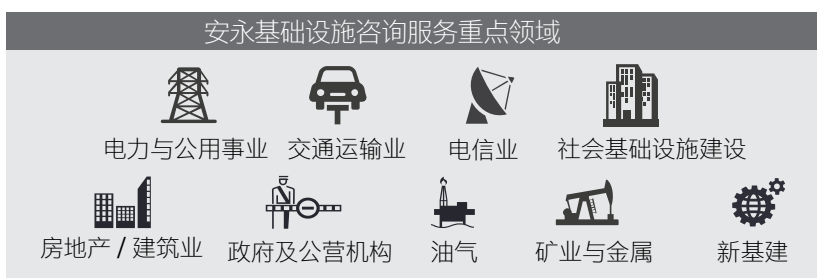 安永基础设施咨询服务重点领域
电力与公用事业 交通运输业 电信业 社会基础设施建设
房地产 / 建筑业 政府及公营机构 油气 矿业与金属 新基建